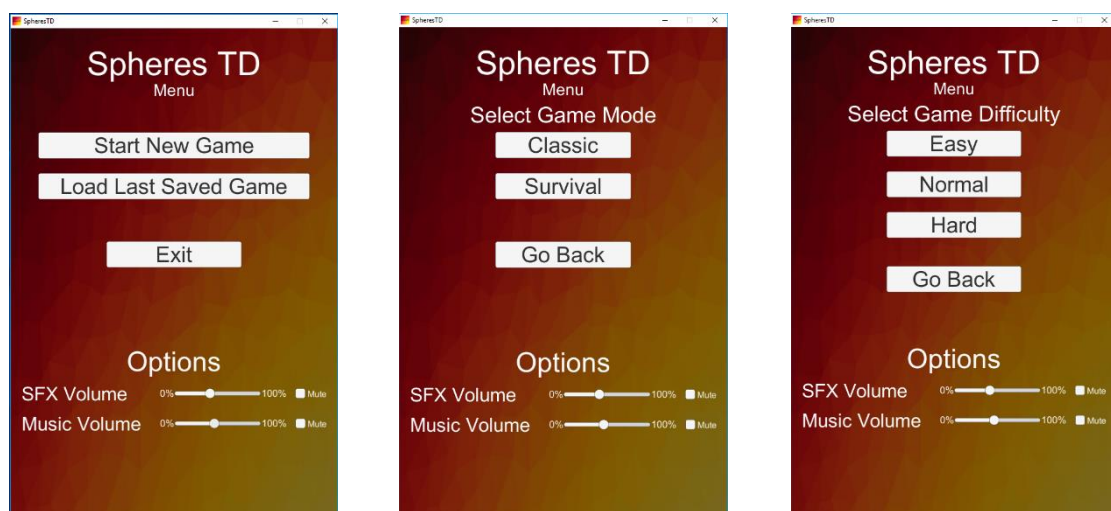 SpheresTD
Spheres TD
Menu
Start New Game
Load Last Saved Game
Exit
Options
SFX Volume 0% 100% Mute
Music Volume 0% 100% Mute
SpheresTD
Spheres TD
Menu
Select Game Mode
Classic
Survival
Go Back
Options
SFX Volume 0% 100% Mute
Music Volume 0% 100% Mute
SpheresTD
Spheres TD
Menu
Select Game Difficulty
Easy
Normal
Hard
Go Back
Options
SFX Volume 0% 100% Mute
Music Volume 0% 100% Mute